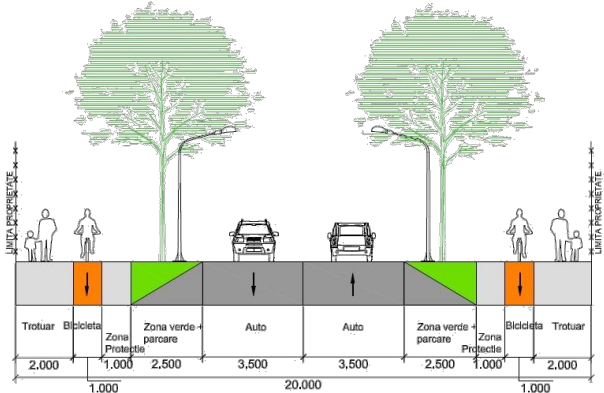 LIMITA PROPRIETATE
LIMITA PROPRIETATE
Trotuar
Bicicleta
Zona
Protectie
Zona verde +
parcare
Auto
Auto
Zona verde +
parcare
Zona
Protectie
Bicicleta
Trotuar
2.000
1.000
2.500
3.500
3.500
2.500
1.000
2.000
1.000
20.000
1.000